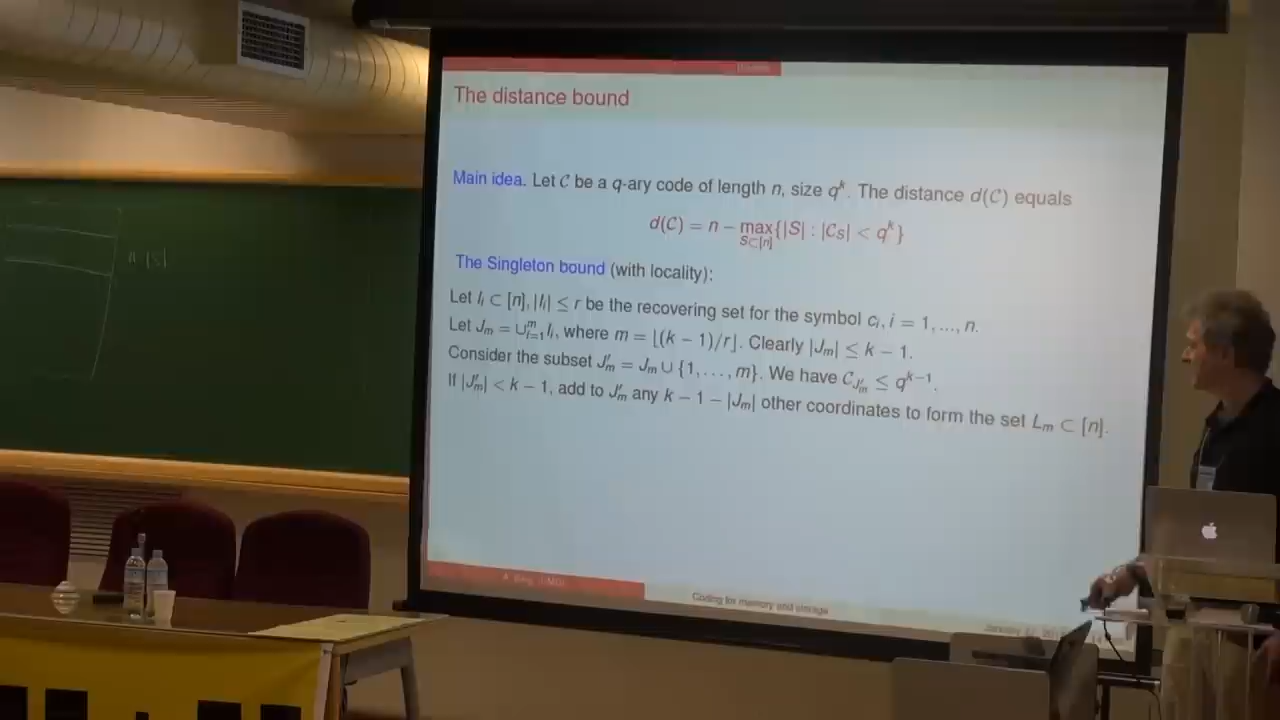 The distance bound
Main idea. Let 𝒞 be a q-ary code of length n, size qᵏ. The distance d(𝒞) equals
d(𝒞) = n − max_{S⊂[n]}{|S| : |𝒞_S| < qᵏ}
The Singleton bound (with locality):
Let I_i ⊂ [n], |I_i| ≤ r be the recovering set for the symbol c_i, i = 1, ..., n.
Let J_m = ∪_{i=1}^m I_i, where m = ⌊(k − 1)/r⌋. Clearly |J_m| ≤ k − 1.
Consider the subset J'_m = J_m ∪ {1, ..., m}. We have 𝒞_{J'_m} ≤ q^{k−1}.
If |J'_m| < k − 1, add to J'_m any k − 1 − |J_m| other coordinates to form the set L_m ⊂ [n].
Coding for memory and storage